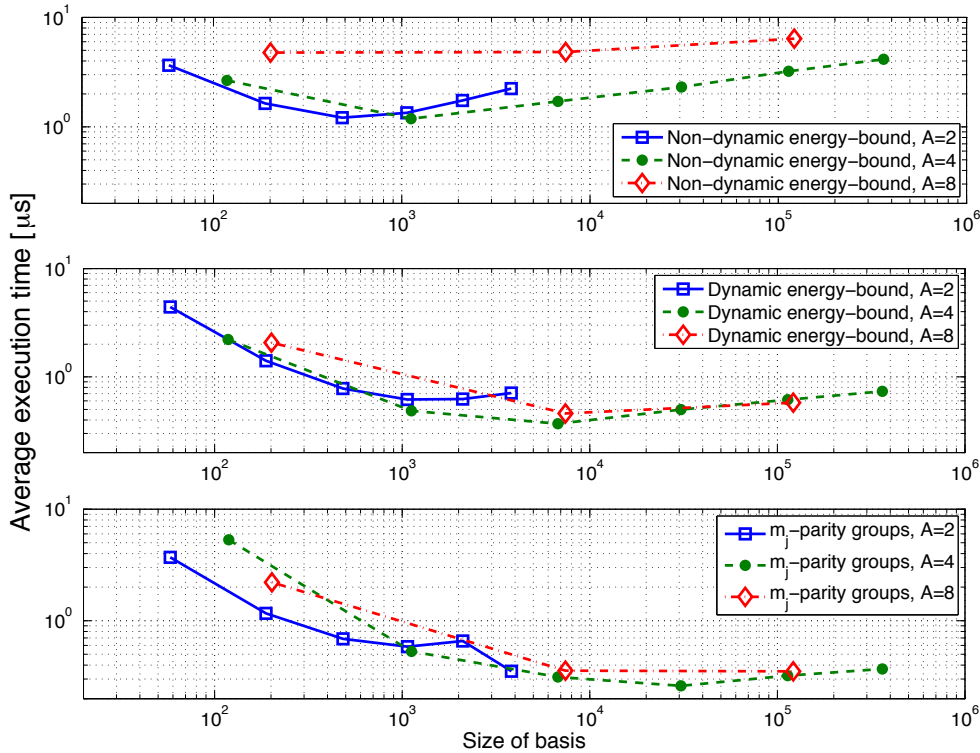 Average execution time [μs]
10^1
10^0
Non−dynamic energy−bound, A=2
Non−dynamic energy−bound, A=4
Non−dynamic energy−bound, A=8
10^2 10^3 10^4 10^5 10^6
10^1
10^0
Dynamic energy−bound, A=2
Dynamic energy−bound, A=4
Dynamic energy−bound, A=8
10^2 10^3 10^4 10^5 10^6
10^1
10^0
m_j−parity groups, A=2
m_j−parity groups, A=4
m_j−parity groups, A=8
10^2 10^3 10^4 10^5 10^6
Size of basis